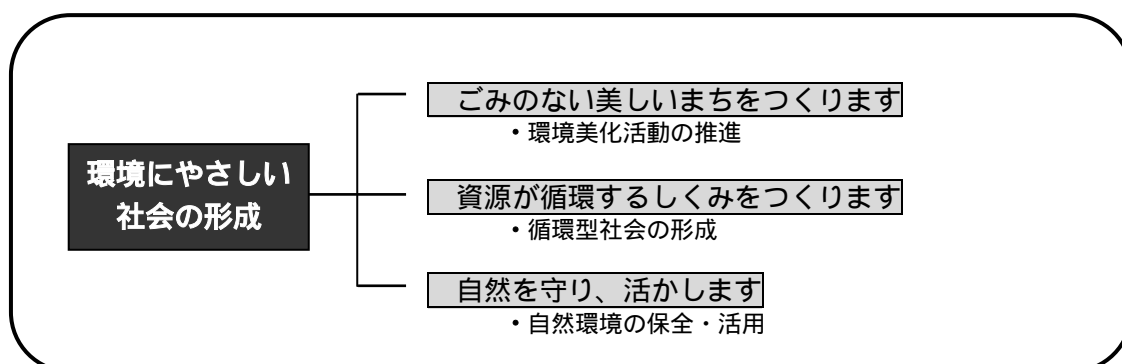 環境にやさしい
社会の形成
ごみのない美しいまちをつくります
・環境美化活動の推進
資源が循環するしくみをつくります
・循環型社会の形成
自然を守り、活かします
・自然環境の保全・活用